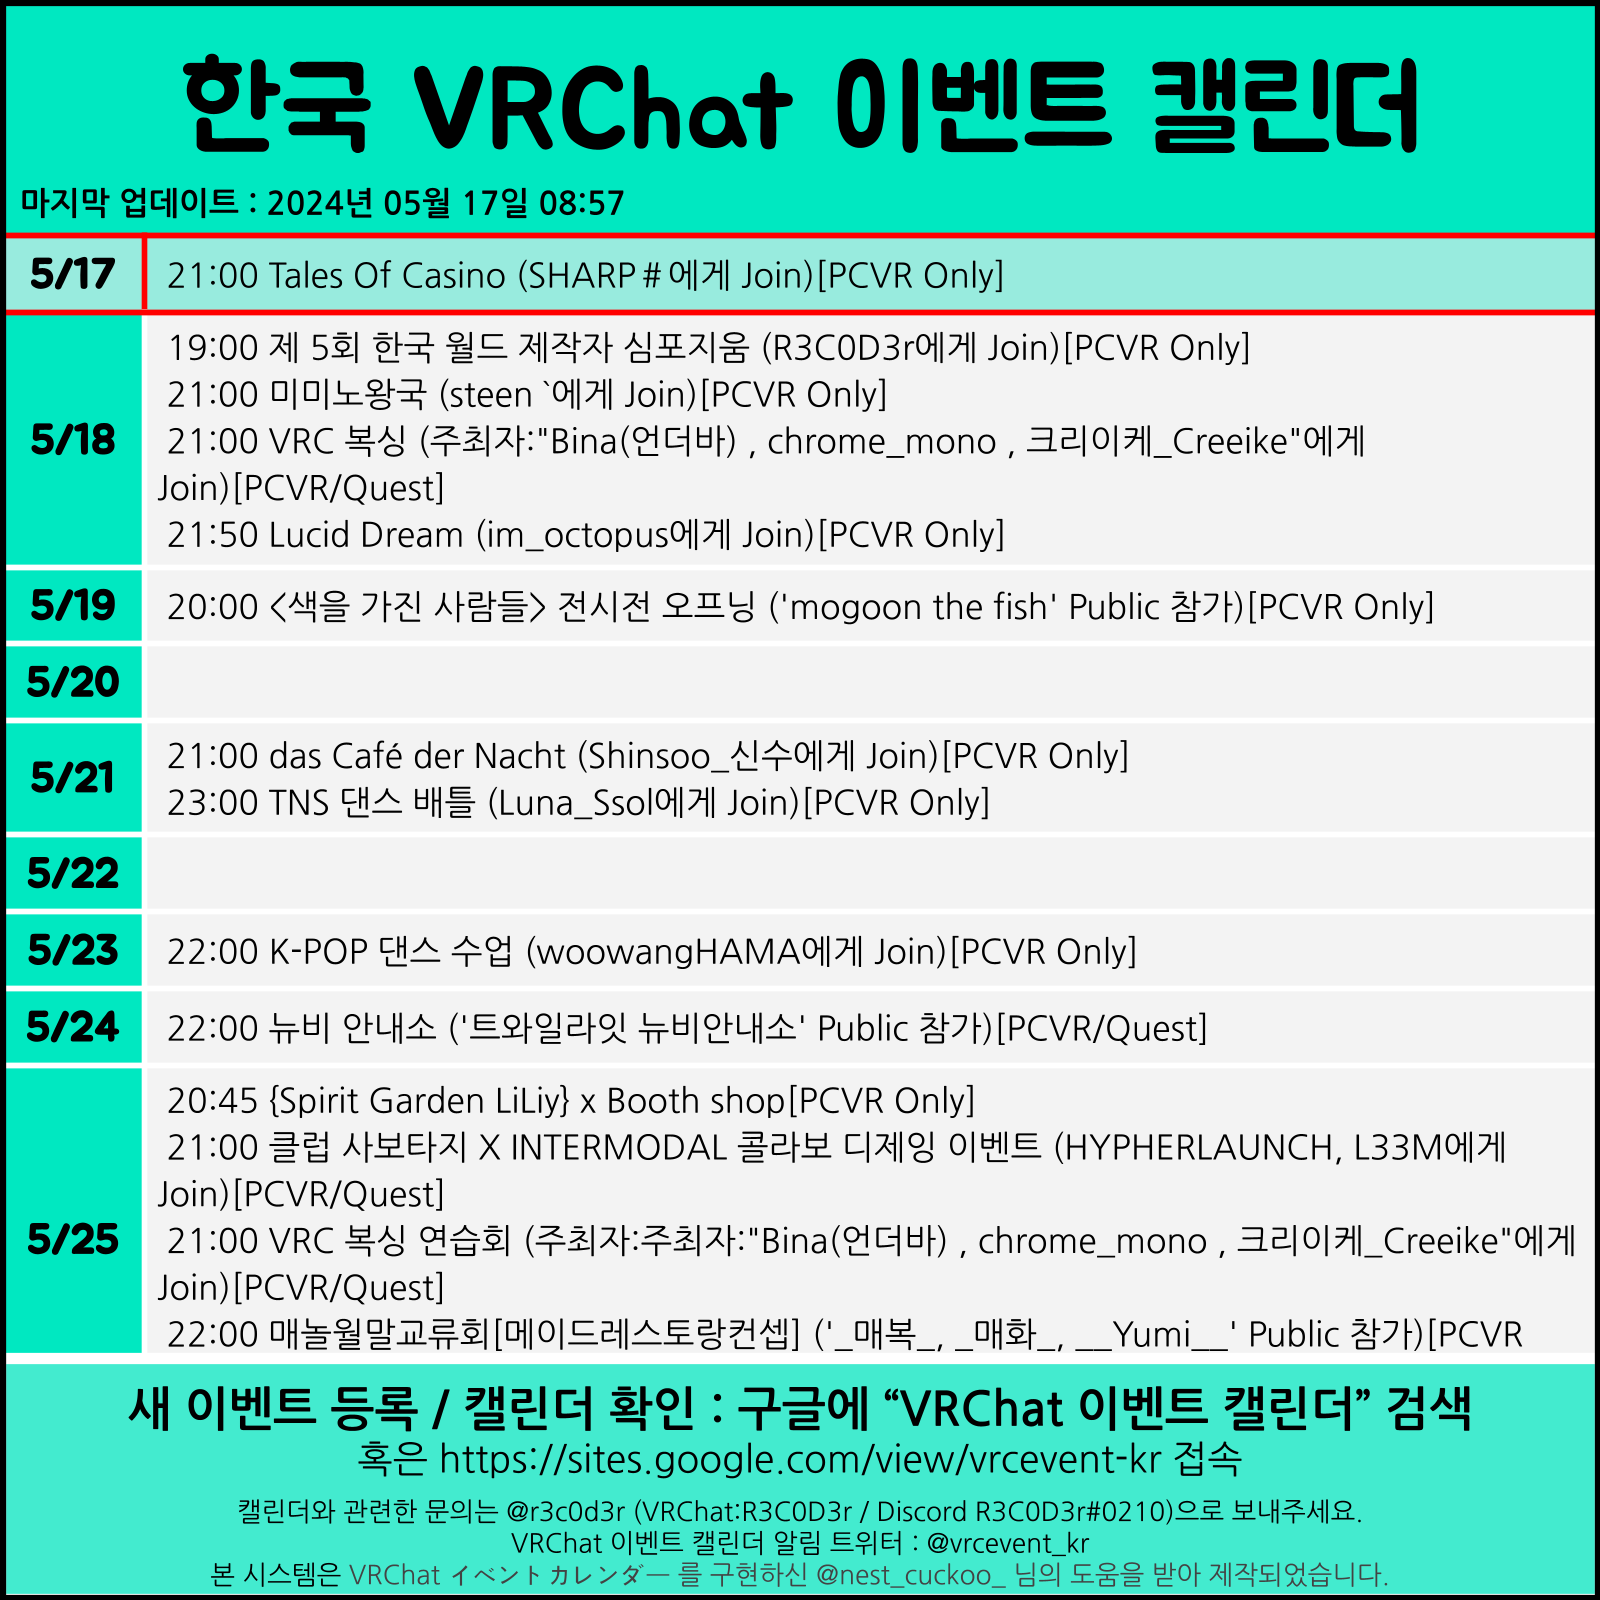 한국 VRChat 이벤트 캘린더
마지막 업데이트 : 2024년 05월 17일 08:57
5/17
21:00 Tales Of Casino (SHARP＃에게 Join)[PCVR Only]
5/18
19:00 제 5회 한국 월드 제작자 심포지움 (R3C0D3r에게 Join)[PCVR Only]
21:00 미미노왕국 (steen `에게 Join)[PCVR Only]
21:00 VRC 복싱 (주최자:"Bina(언더바) , chrome_mono , 크리이케_Creeike"에게
Join)[PCVR/Quest]
21:50 Lucid Dream (im_octopus에게 Join)[PCVR Only]
5/19
20:00 <색을 가진 사람들> 전시전 오프닝 ('mogoon the fish' Public 참가)[PCVR Only]
5/20
5/21
21:00 das Café der Nacht (Shinsoo_신수에게 Join)[PCVR Only]
23:00 TNS 댄스 배틀 (Luna_Ssol에게 Join)[PCVR Only]
5/22
5/23
22:00 K-POP 댄스 수업 (woowangHAMA에게 Join)[PCVR Only]
5/24
22:00 뉴비 안내소 ('트와일라잇 뉴비안내소' Public 참가)[PCVR/Quest]
5/25
20:45 {Spirit Garden LiLiy} x Booth shop[PCVR Only]
21:00 클럽 사보타지 X INTERMODAL 콜라보 디제잉 이벤트 (HYPHERLAUNCH, L33M에게
Join)[PCVR/Quest]
21:00 VRC 복싱 연습회 (주최자:주최자:"Bina(언더바) , chrome_mono , 크리이케_Creeike"에게
Join)[PCVR/Quest]
22:00 매놀월말교류회[메이드레스토랑컨셉] ('_매복_, _매화_, __Yumi__' Public 참가)[PCVR
새 이벤트 등록 / 캘린더 확인 : 구글에 “VRChat 이벤트 캘린더” 검색
혹은 https://sites.google.com/view/vrcevent-kr 접속
캘린더와 관련한 문의는 @r3c0d3r (VRChat:R3C0D3r / Discord R3C0D3r#0210)으로 보내주세요.
VRChat 이벤트 캘린더 알림 트위터 : @vrcevent_kr
본 시스템은 VRChat イベントカレンダー 를 구현하신 @nest_cuckoo_ 님의 도움을 받아 제작되었습니다.